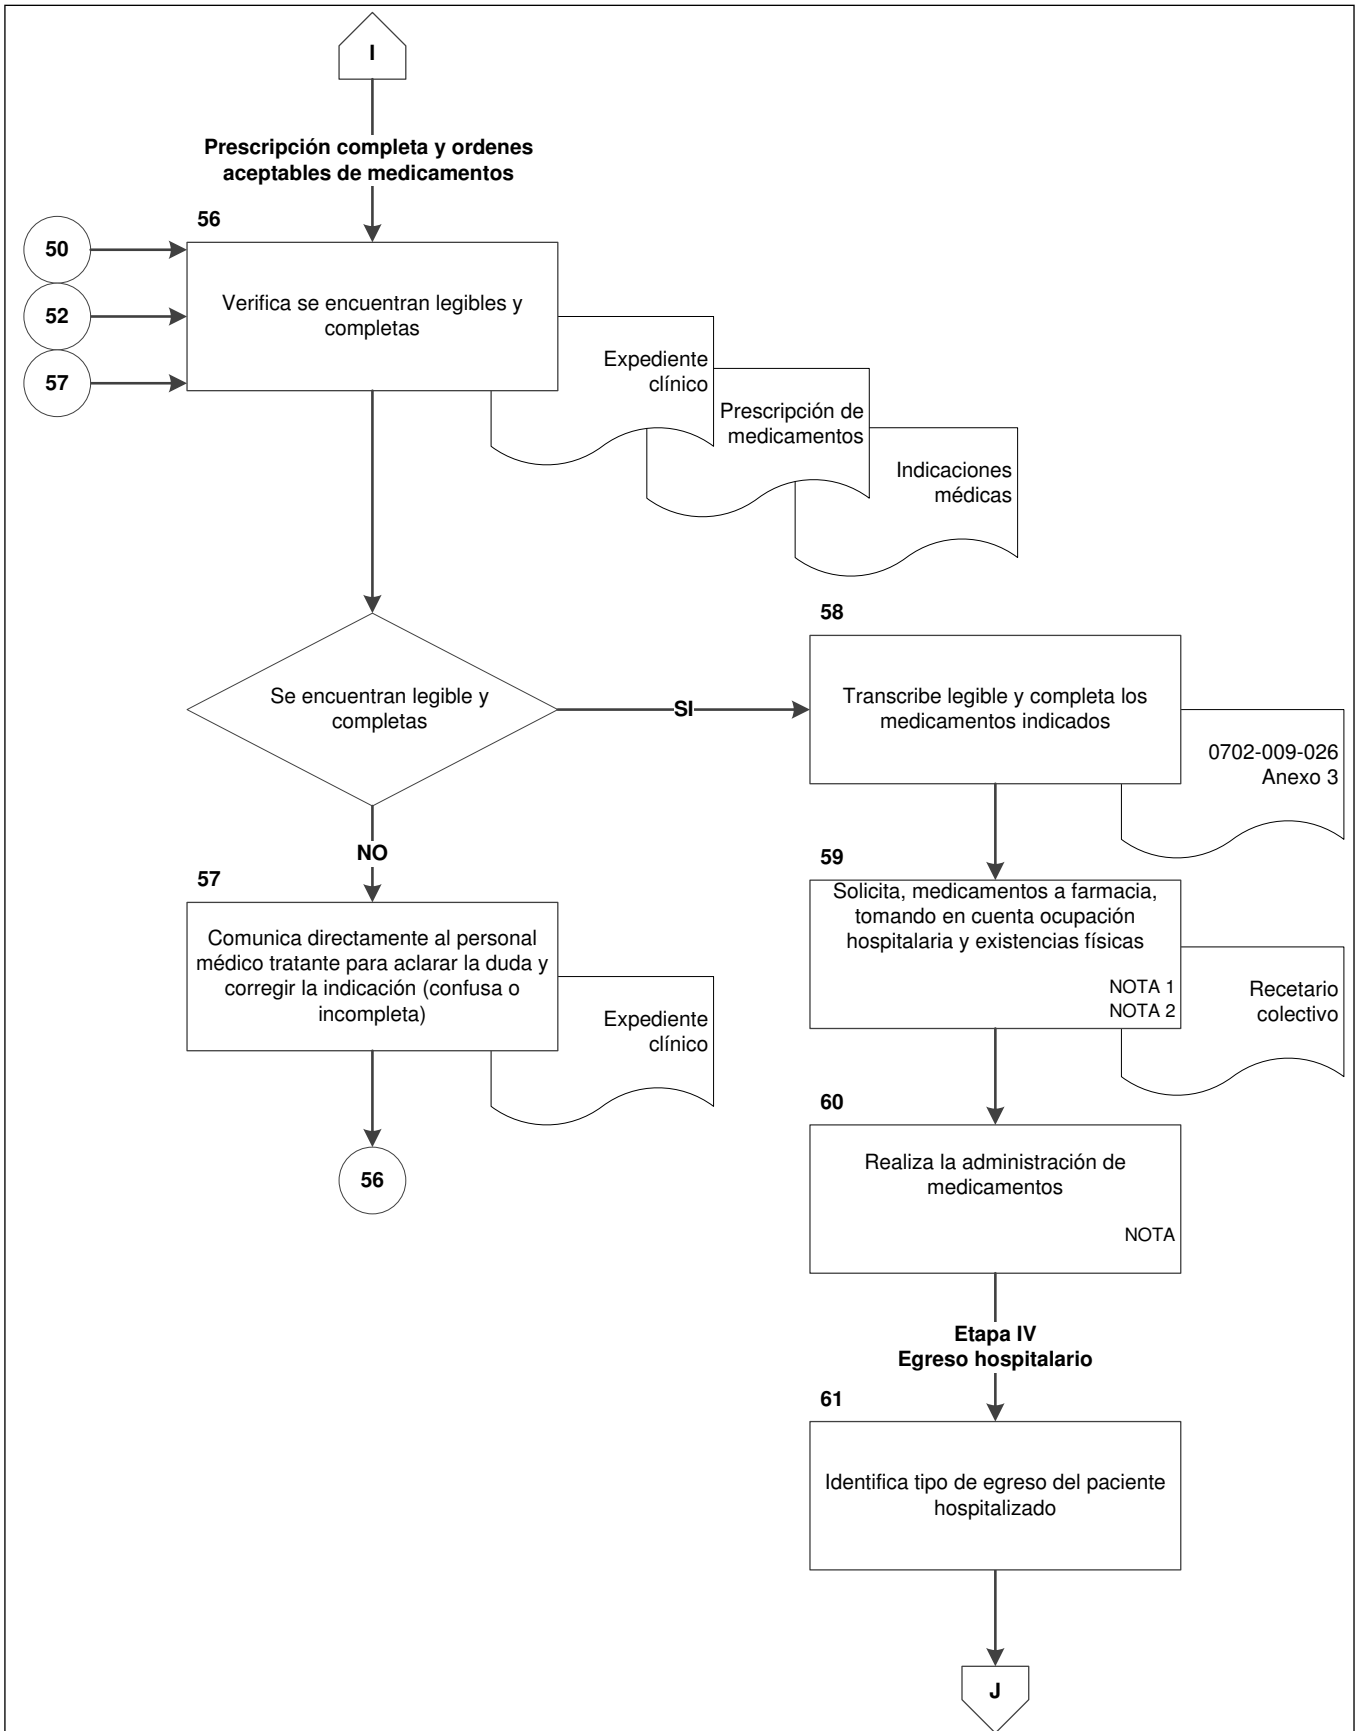 I
Prescripción completa y ordenes
aceptables de medicamentos
56
50
52
57
Verifica se encuentran legibles y
completas
Expediente
clínico
Prescripción de
medicamentos
Indicaciones
médicas
Se encuentran legible y
completas
SI
NO
57
Comunica directamente al personal
médico tratante para aclarar la duda y
corregir la indicación (confusa o
incompleta)
Expediente
clínico
56
58
Transcribe legible y completa los
medicamentos indicados
0702-009-026
Anexo 3
59
Solicita, medicamentos a farmacia,
tomando en cuenta ocupación
hospitalaria y existencias físicas
NOTA 1
NOTA 2
Recetario
colectivo
60
Realiza la administración de
medicamentos
NOTA
Etapa IV
Egreso hospitalario
61
Identifica tipo de egreso del paciente
hospitalizado
J